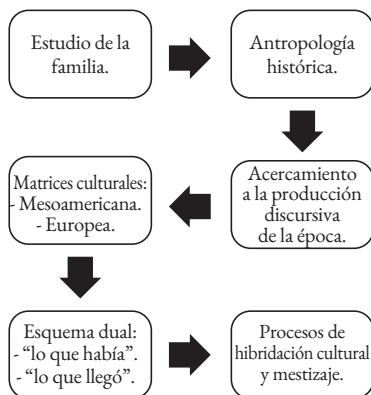 Estudio de la
familia.
Antropología
histórica.
Acercamiento
a la producción
discursiva
de la época.
Matrices culturales:
- Mesoamericana.
- Europea.
Esquema dual:
- “lo que había”.
- “lo que llegó”.
Procesos de
hibridación cultural
y mestizaje.